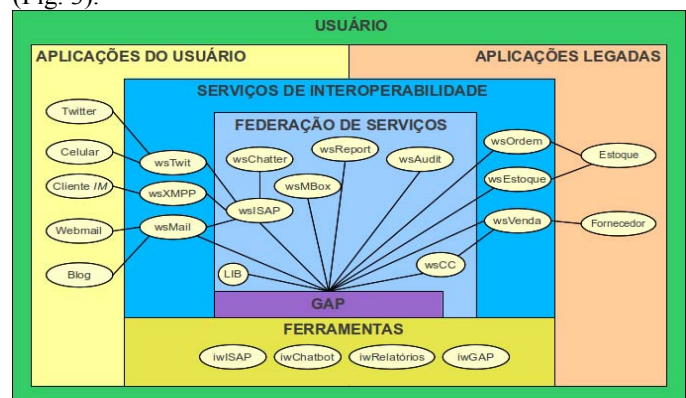 (Fig. 3).
USUÁRIO
APLICAÇÕES DO USUÁRIO
APLICAÇÕES LEGADAS
SERVIÇOS DE INTEROPERABILIDADE
FEDERAÇÃO DE SERVIÇOS
Twitter
Celular
Cliente IM
Webmail
Blog
wsTwit
wsXMPP
wsMail
wsChatter
wsReport
wsAudit
wsMBox
wsISAP
LIB
wsCC
wsOrdem
wsEstoque
wsVenda
Estoque
Fornecedor
GAP
FERRAMENTAS
iwISAP
iwChatbot
iwRelatórios
iwGAP